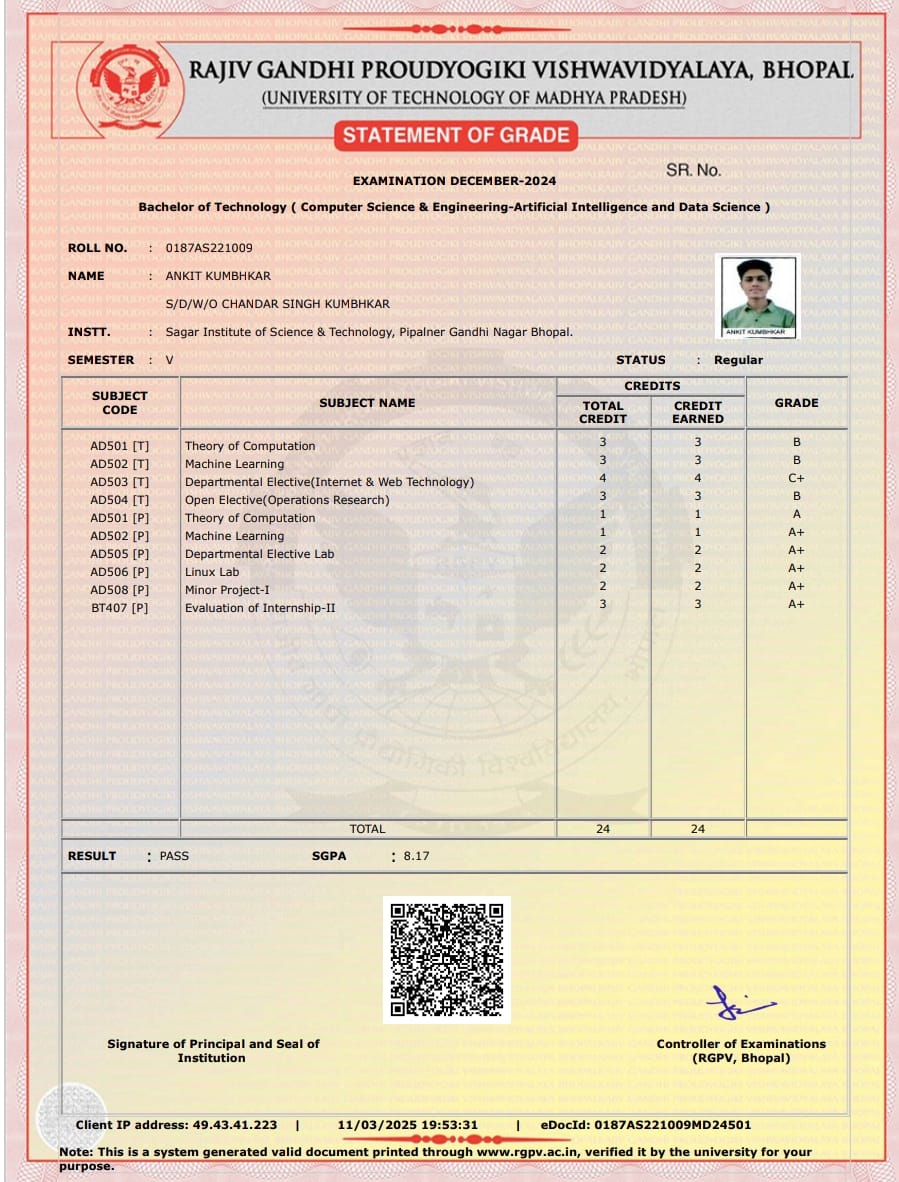 RAJIV GANDHI PROUDYOGIKI VISHWAVIDYALAYA, BHOPAL
(UNIVERSITY OF TECHNOLOGY OF MADHYA PRADESH)
STATEMENT OF GRADE
SR. No.
EXAMINATION DECEMBER-2024
Bachelor of Technology ( Computer Science & Engineering-Artificial Intelligence and Data Science )
ROLL NO. : 0187AS221009
NAME : ANKIT KUMBHKAR
S/D/W/O CHANDAR SINGH KUMBHKAR
ANKIT KUMBHKAR
INSTT. : Sagar Institute of Science & Technology, Pipalner Gandhi Nagar Bhopal.
SEMESTER : V STATUS : Regular
SUBJECT CODE SUBJECT NAME CREDITS TOTAL CREDIT CREDIT EARNED GRADE
AD501 [T] Theory of Computation 3 3 B
AD502 [T] Machine Learning 3 3 B
AD503 [T] Departmental Elective(Internet & Web Technology) 4 4 C+
AD504 [T] Open Elective(Operations Research) 3 3 B
AD501 [P] Theory of Computation 1 1 A
AD502 [P] Machine Learning 1 1 A+
AD505 [P] Departmental Elective Lab 2 2 A+
AD506 [P] Linux Lab 2 2 A+
AD508 [P] Minor Project-I 2 2 A+
BT407 [P] Evaluation of Internship-II 3 3 A+
TOTAL 24 24
RESULT : PASS SGPA : 8.17
Signature of Principal and Seal of
Institution
Controller of Examinations
(RGPV, Bhopal)
Client IP address: 49.43.41.223 | 11/03/2025 19:53:31 | eDocId: 0187AS221009MD24501
Note: This is a system generated valid document printed through www.rgpv.ac.in, verified it by the university for your
purpose.